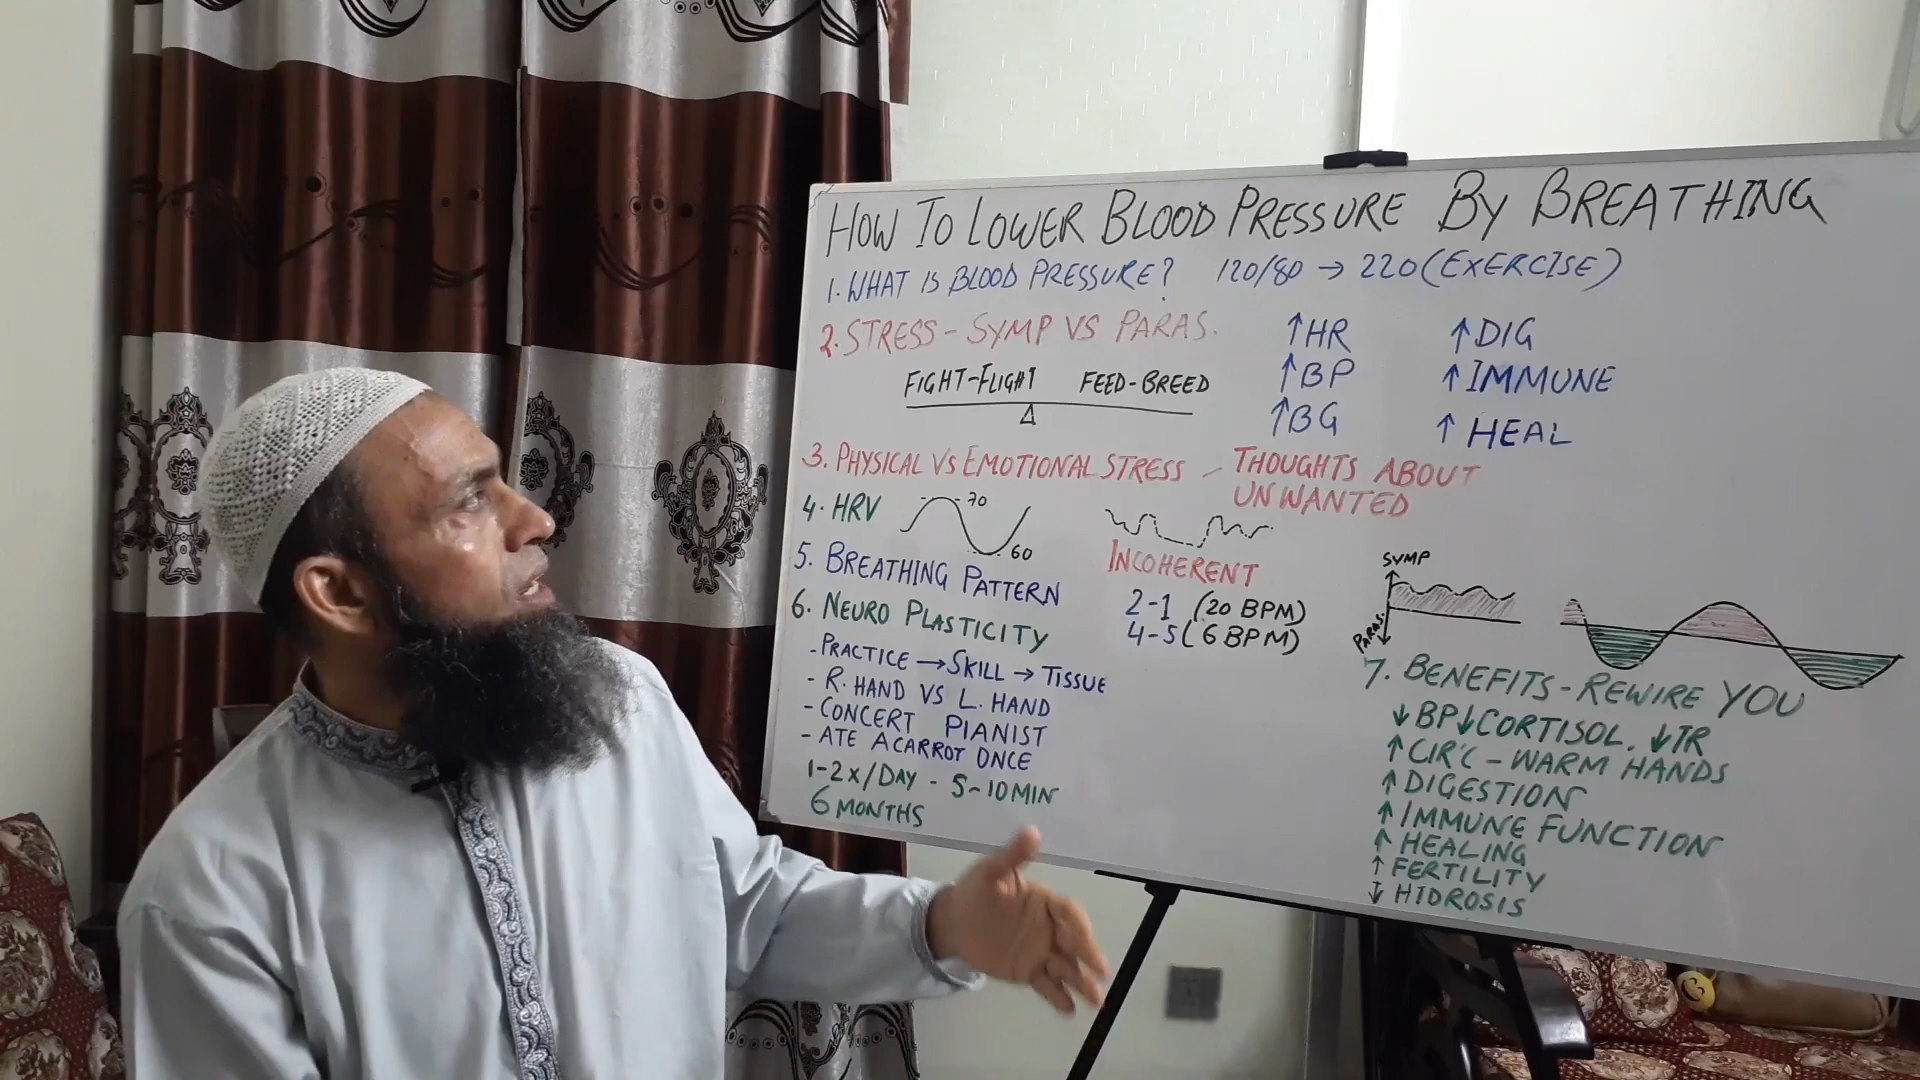 HOW TO LOWER BLOOD PRESSURE BY BREATHING
1. WHAT IS BLOOD PRESSURE? 120/80 → 220 (EXERCISE)
2. STRESS - SYMP VS PARAS.
FIGHT-FLIGHT FEED-BREED
↑HR ↑DIG
↑BP ↑IMMUNE
↑BG ↑HEAL
3. PHYSICAL VS EMOTIONAL STRESS - THOUGHTS ABOUT
UNWANTED
4. HRV 70
60
INCOHERENT
5. BREATHING PATTERN
2-1 (20 BPM)
4-5 (6 BPM)
SYMP
PARAS.
6. NEURO PLASTICITY
- PRACTICE → SKILL → TISSUE
- R. HAND VS L. HAND
- CONCERT PIANIST
- ATE A CARROT ONCE
1-2X/DAY - 5-10 MIN
6 MONTHS
7. BENEFITS - REWIRE YOU
↓BP ↓CORTISOL. ↓TR
↑CIR'C - WARM HANDS
↑DIGESTION
↑IMMUNE FUNCTION
↑HEALING
↑FERTILITY
↓HIDROSIS